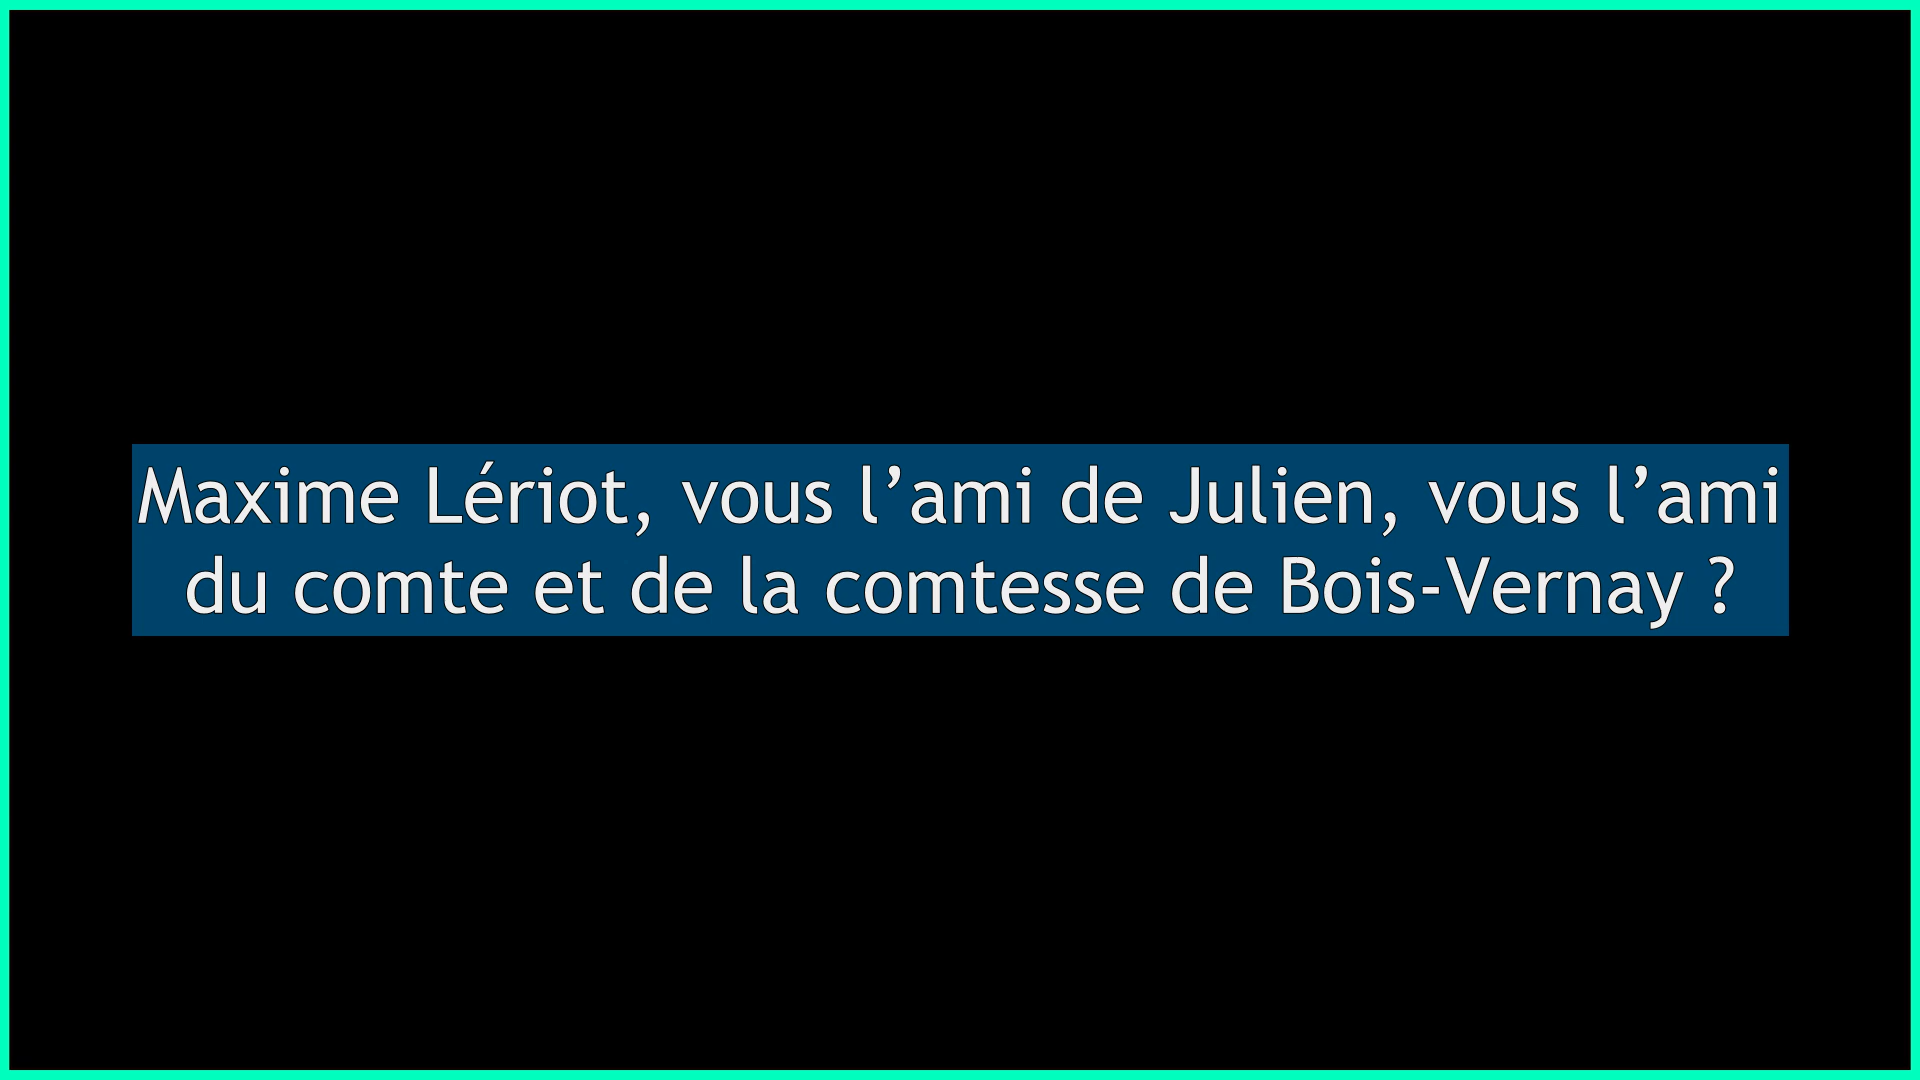 Maxime Lériot, vous l’ami de Julien, vous l’ami
du comte et de la comtesse de Bois-Vernay ?